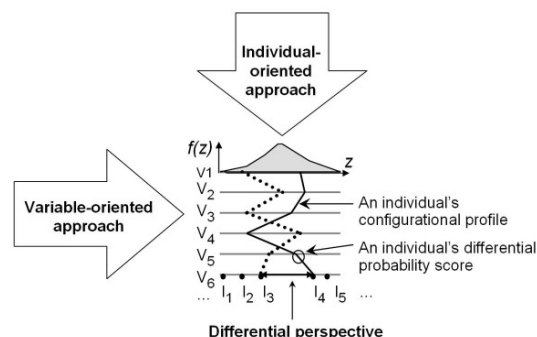 Individual-
oriented
approach
f(z)
z
V1
V2
V3
V4
V5
V6
Variable-oriented
approach
An individual's
configurational profile
An individual's differential
probability score
... I1 I2 I3 I4 I5 ...
Differential perspective